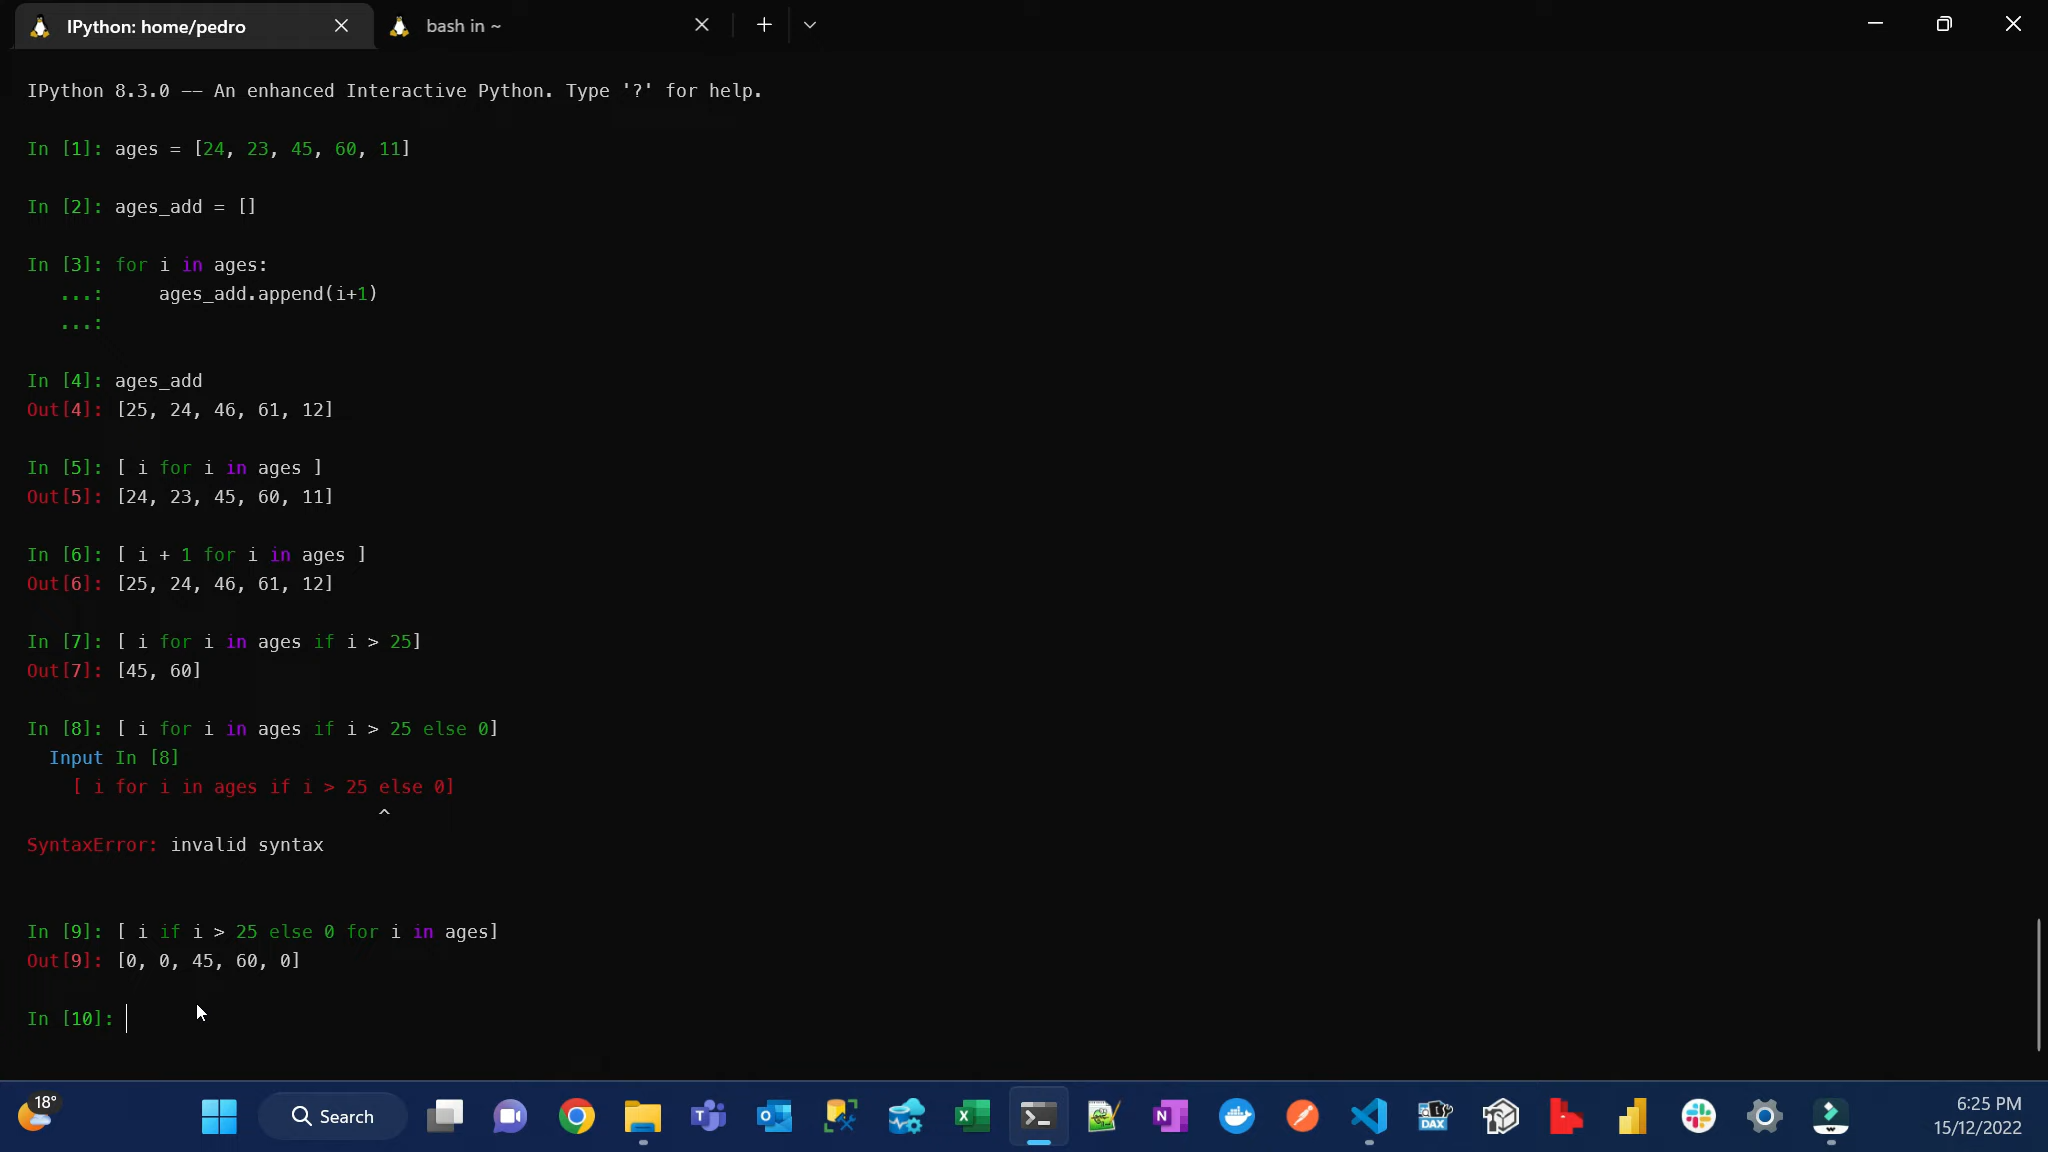 IPython: home/pedro
bash in ~
IPython 8.3.0 -- An enhanced Interactive Python. Type '?' for help.
In [1]: ages = [24, 23, 45, 60, 11]
In [2]: ages_add = []
In [3]: for i in ages:
...:     ages_add.append(i+1)
...:
In [4]: ages_add
Out[4]: [25, 24, 46, 61, 12]
In [5]: [ i for i in ages ]
Out[5]: [24, 23, 45, 60, 11]
In [6]: [ i + 1 for i in ages ]
Out[6]: [25, 24, 46, 61, 12]
In [7]: [ i for i in ages if i > 25]
Out[7]: [45, 60]
In [8]: [ i for i in ages if i > 25 else 0]
Input In [8]
[ i for i in ages if i > 25 else 0]
^
SyntaxError: invalid syntax
In [9]: [ i if i > 25 else 0 for i in ages]
Out[9]: [0, 0, 45, 60, 0]
In [10]:
18°
Search
DAX
6:25 PM
15/12/2022